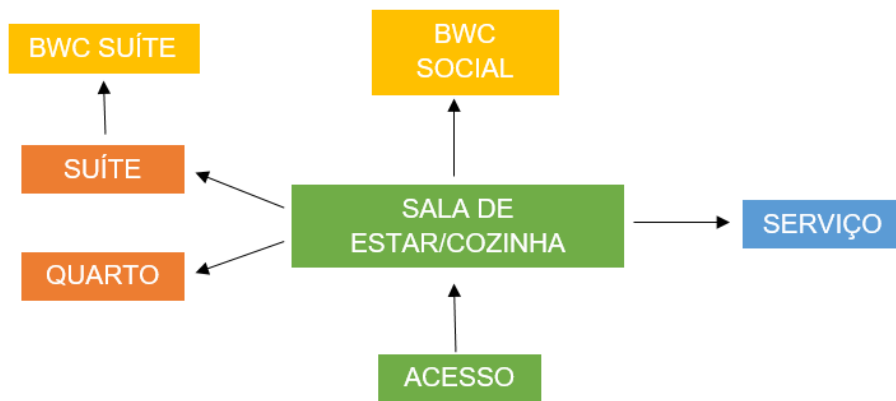 BWC SUÍTE
BWC
SOCIAL
SUÍTE
SALA DE
ESTAR/COZINHA
SERVIÇO
QUARTO
ACESSO